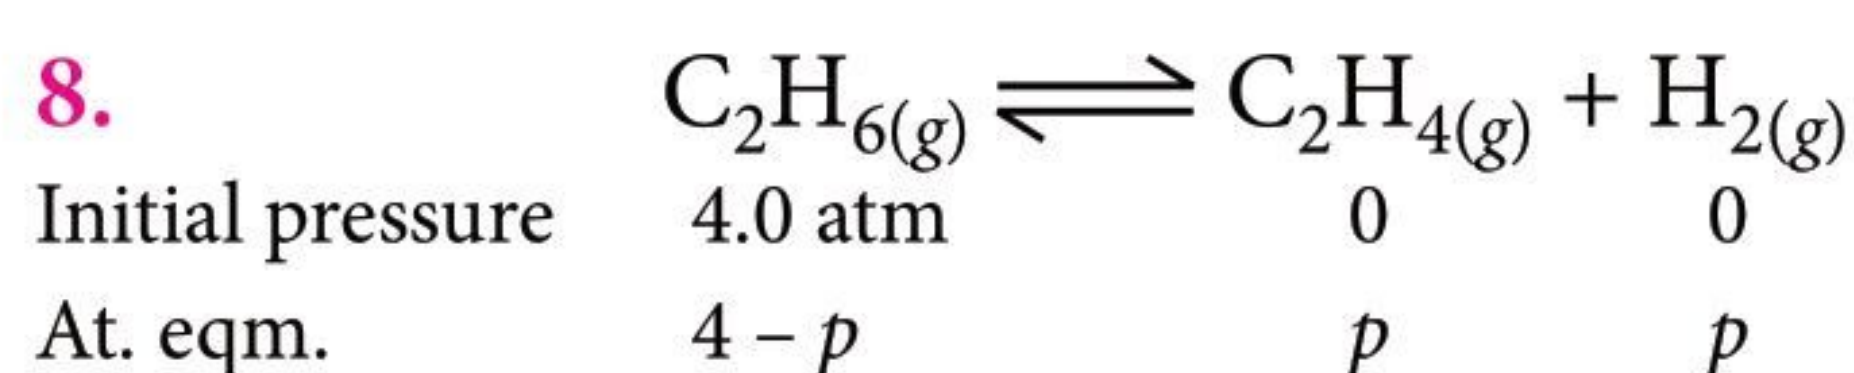 8. C₂H₆₍g₎ ⇌ C₂H₄₍g₎ + H₂₍g₎
Initial pressure 4.0 atm 0 0
At. eqm. 4 – p p p